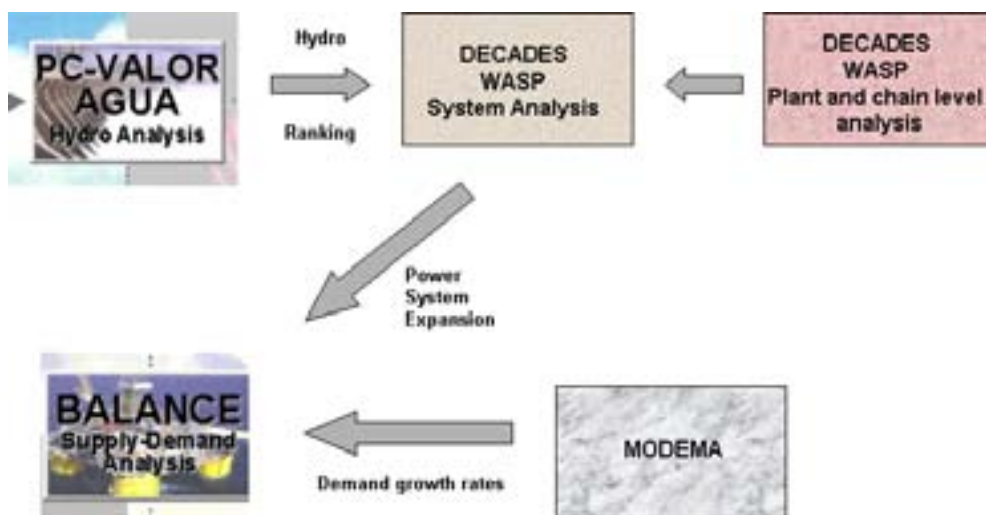 PC-VALOR
AGUA
Hydro Analysis
Hydro
Ranking
DECADES
WASP
System Analysis
DECADES
WASP
Plant and chain level
analysis
Power
System
Expansion
BALANCE
Supply-Demand
Analysis
Demand growth rates
MODEMA